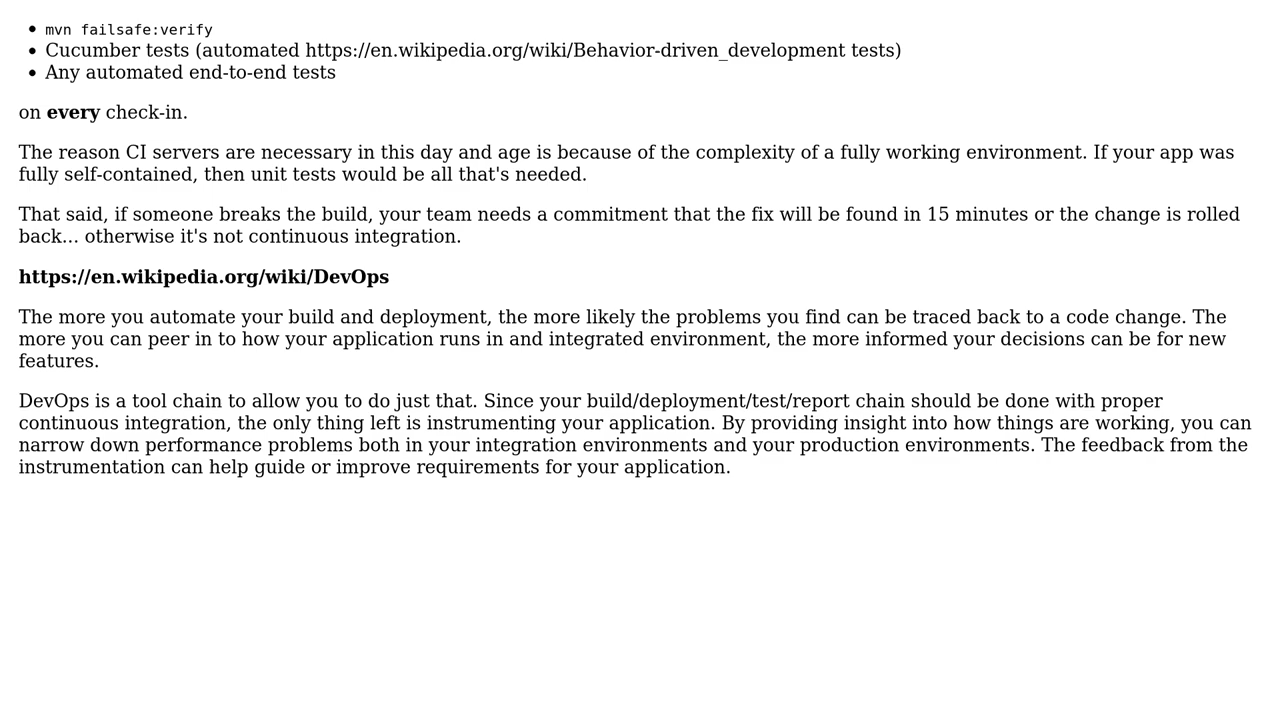 mvn failsafe:verify
Cucumber tests (automated https://en.wikipedia.org/wiki/Behavior-driven_development tests)
Any automated end-to-end tests
on every check-in.
The reason CI servers are necessary in this day and age is because of the complexity of a fully working environment. If your app was
fully self-contained, then unit tests would be all that's needed.
That said, if someone breaks the build, your team needs a commitment that the fix will be found in 15 minutes or the change is rolled
back... otherwise it's not continuous integration.
https://en.wikipedia.org/wiki/DevOps
The more you automate your build and deployment, the more likely the problems you find can be traced back to a code change. The
more you can peer in to how your application runs in and integrated environment, the more informed your decisions can be for new
features.
DevOps is a tool chain to allow you to do just that. Since your build/deployment/test/report chain should be done with proper
continuous integration, the only thing left is instrumenting your application. By providing insight into how things are working, you can
narrow down performance problems both in your integration environments and your production environments. The feedback from the
instrumentation can help guide or improve requirements for your application.